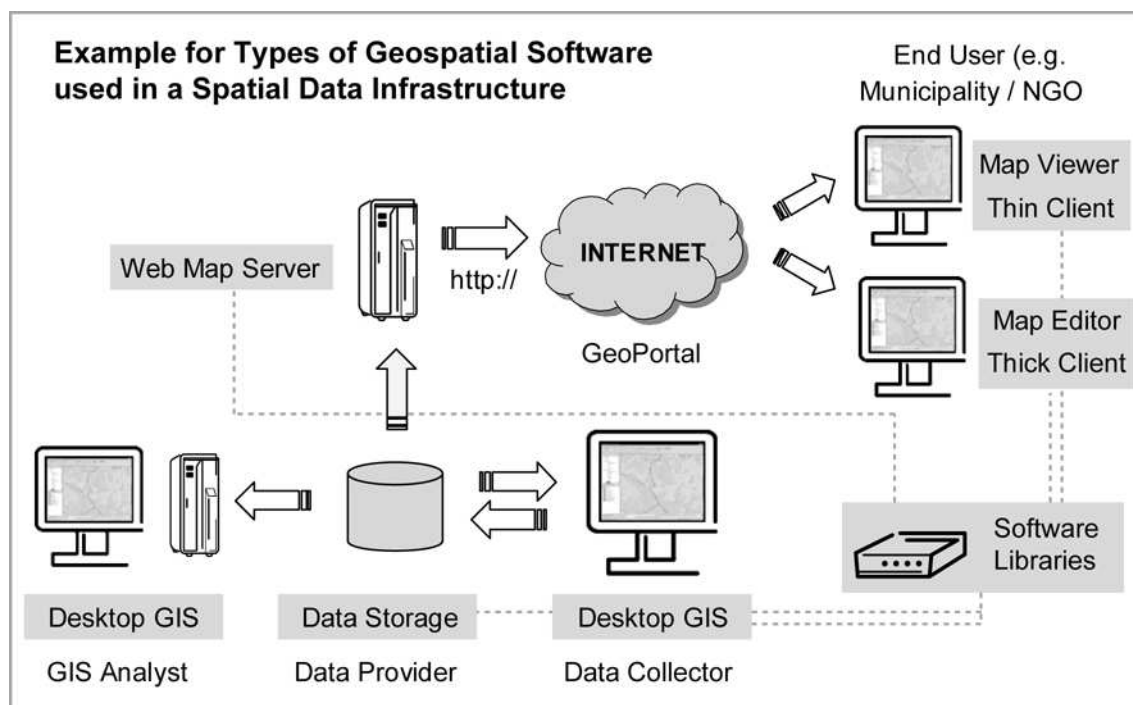 Example for Types of Geospatial Software
used in a Spatial Data Infrastructure
End User (e.g.
Municipality / NGO
Map Viewer
Thin Client
Web Map Server
http://
INTERNET
GeoPortal
Map Editor
Thick Client
Software
Libraries
Desktop GIS
Data Storage
Desktop GIS
GIS Analyst
Data Provider
Data Collector